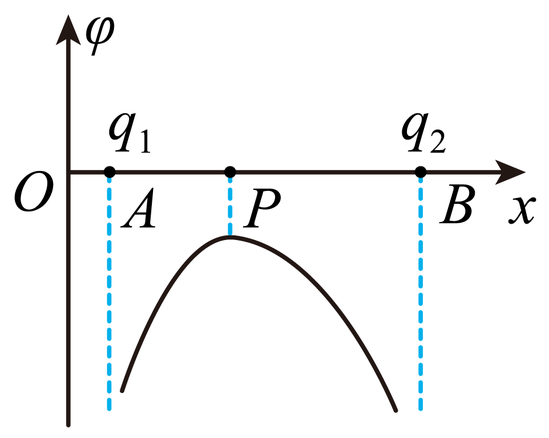 φ
q₁ q₂
O A P B x